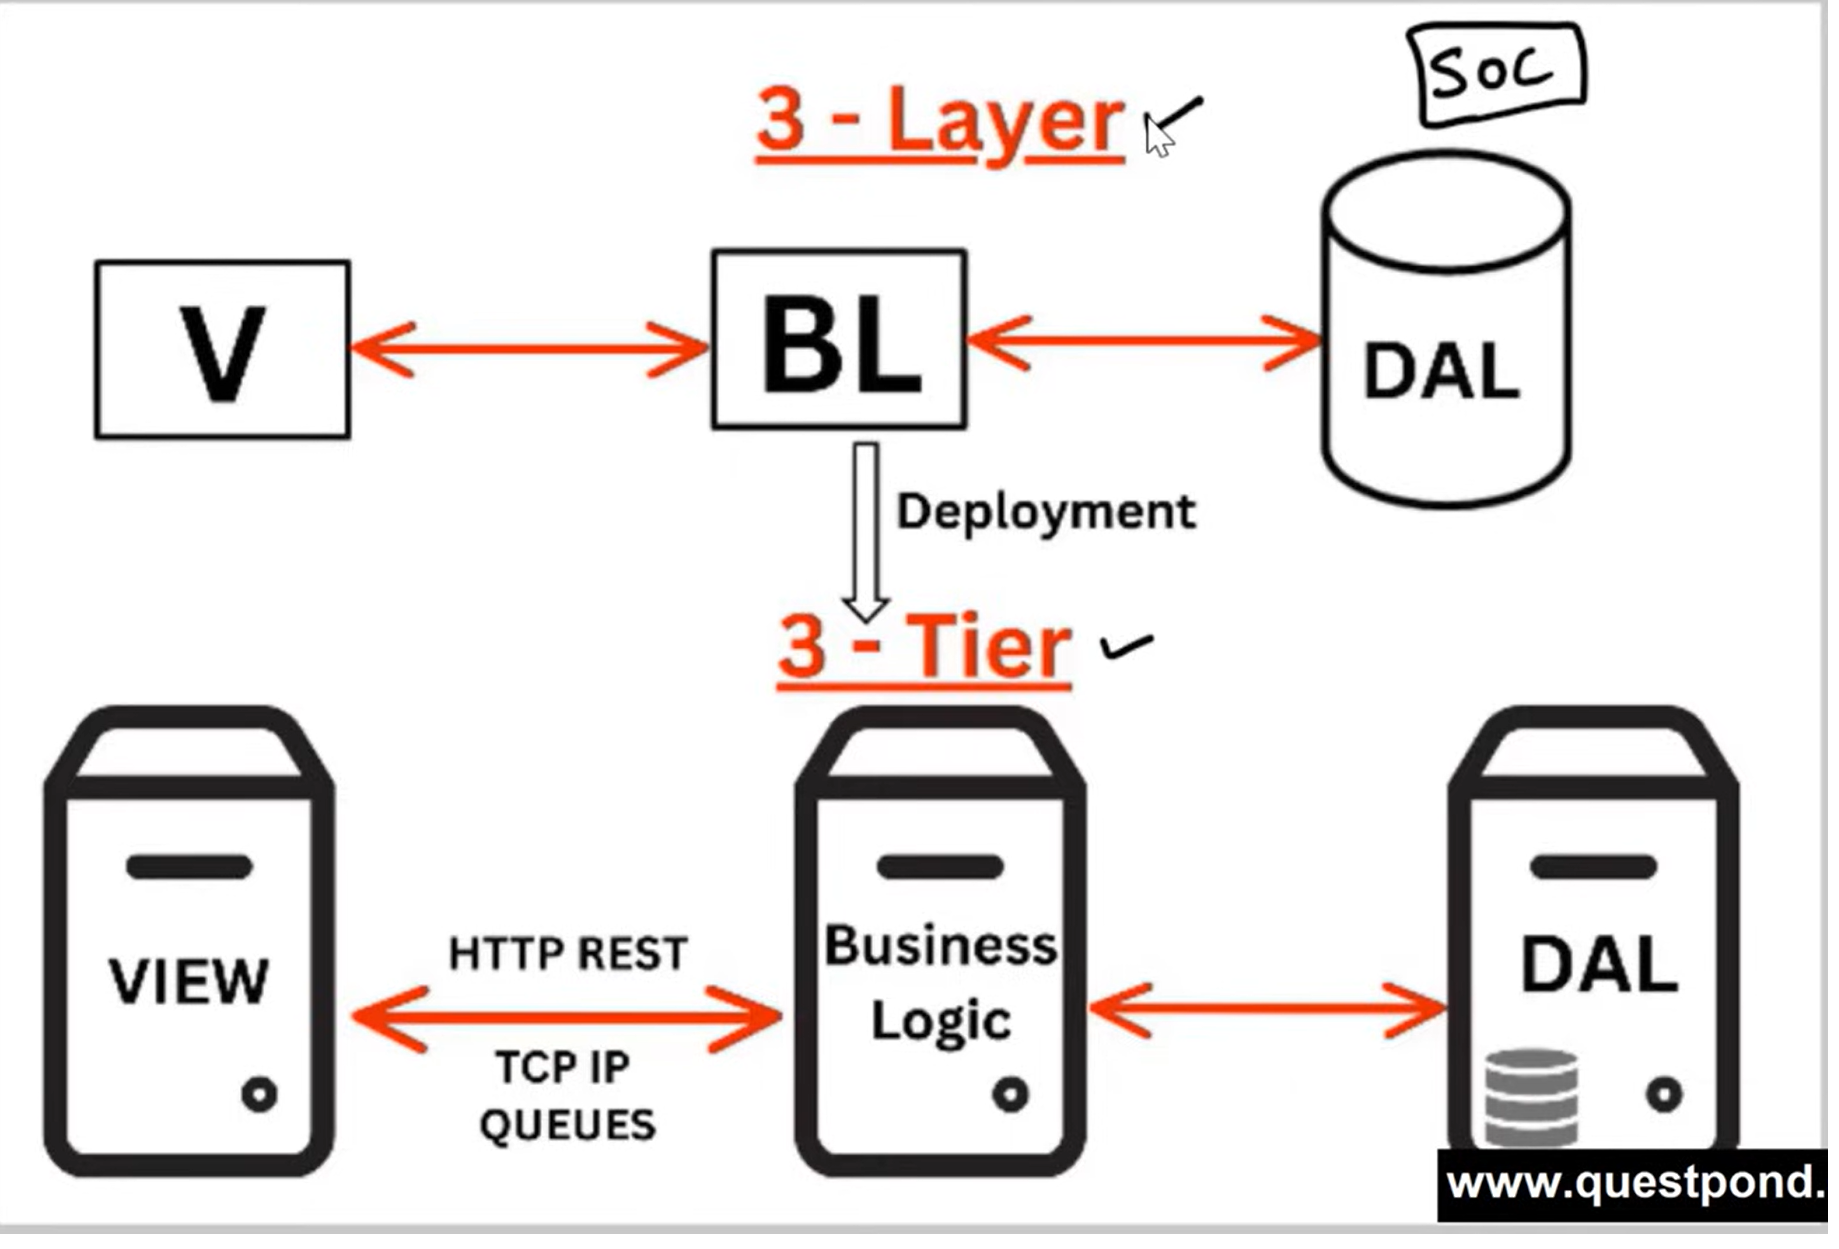 SOC
3 - Layer
V
BL
DAL
Deployment
3 - Tier
VIEW
HTTP REST
TCP IP
QUEUES
Business
Logic
DAL
www.questpond.